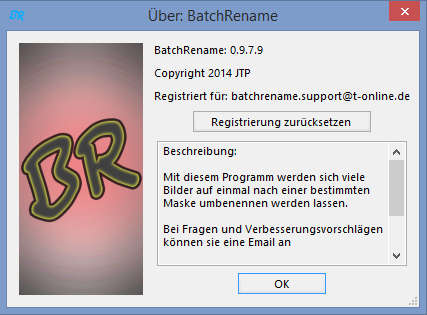 BR Über: BatchRename
BR
BatchRename: 0.9.7.9
Copyright 2014 JTP
Registriert für: batchrename.support@t-online.de
Registrierung zurücksetzen
Beschreibung:
Mit diesem Programm werden sich viele
Bilder auf einmal nach einer bestimmten
Maske umbenennen werden lassen.
Bei Fragen und Verbesserungsvorschlägen
können sie eine Email an
OK